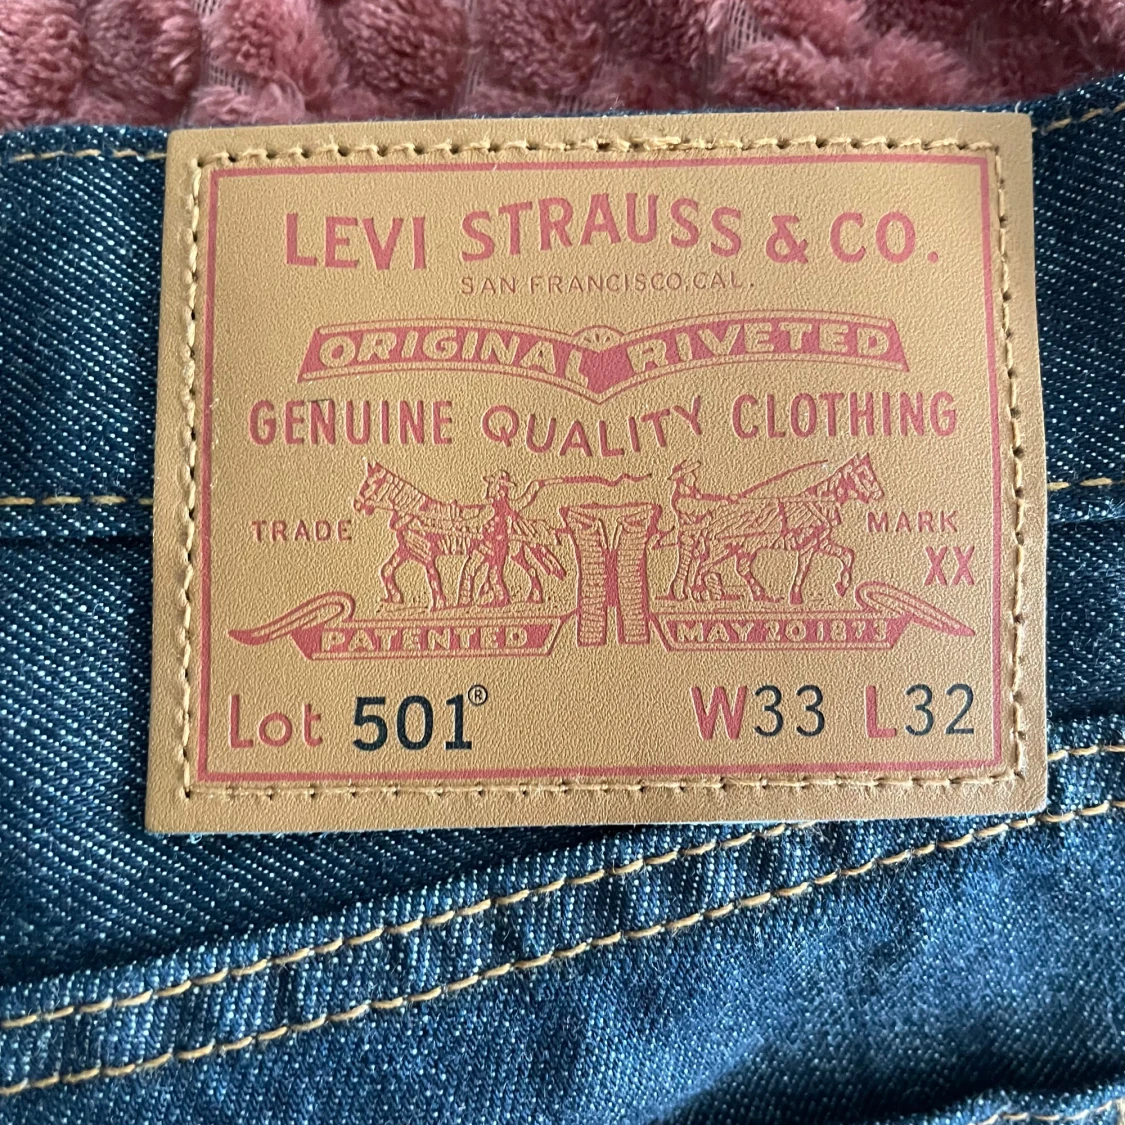 LEVI STRAUSS & CO.
SAN FRANCISCO, CAL.
ORIGINAL RIVETED
GENUINE QUALITY CLOTHING
TRADE MARK
XX
PATENTED MAY 20 1873
Lot 501® W33 L32